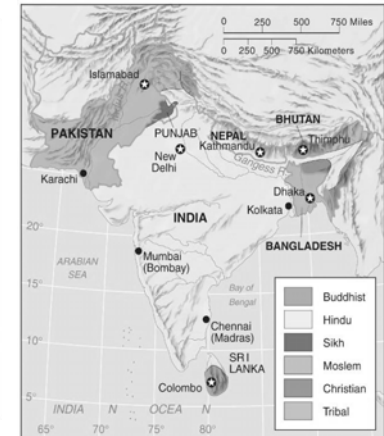 0 250 500 750 Miles
0 250 500 750 Kilometers
Islamabad
PAKISTAN
PUNJAB
NEPAL
BHUTAN
Kathmandu
Thimphu
New
Delhi
Ganges R.
Karachi
Dhaka
Kolkata
INDIA
BANGLADESH
20°
ARABIAN
SEA
Mumbai
(Bombay)
15°
Bay of
Bengal
Chennai
(Madras)
10°
SRI
LANKA
Colombo
5°
INDIAN OCEAN
65° 70° 75° 80°
Buddhist
Hindu
Sikh
Moslem
Christian
Tribal